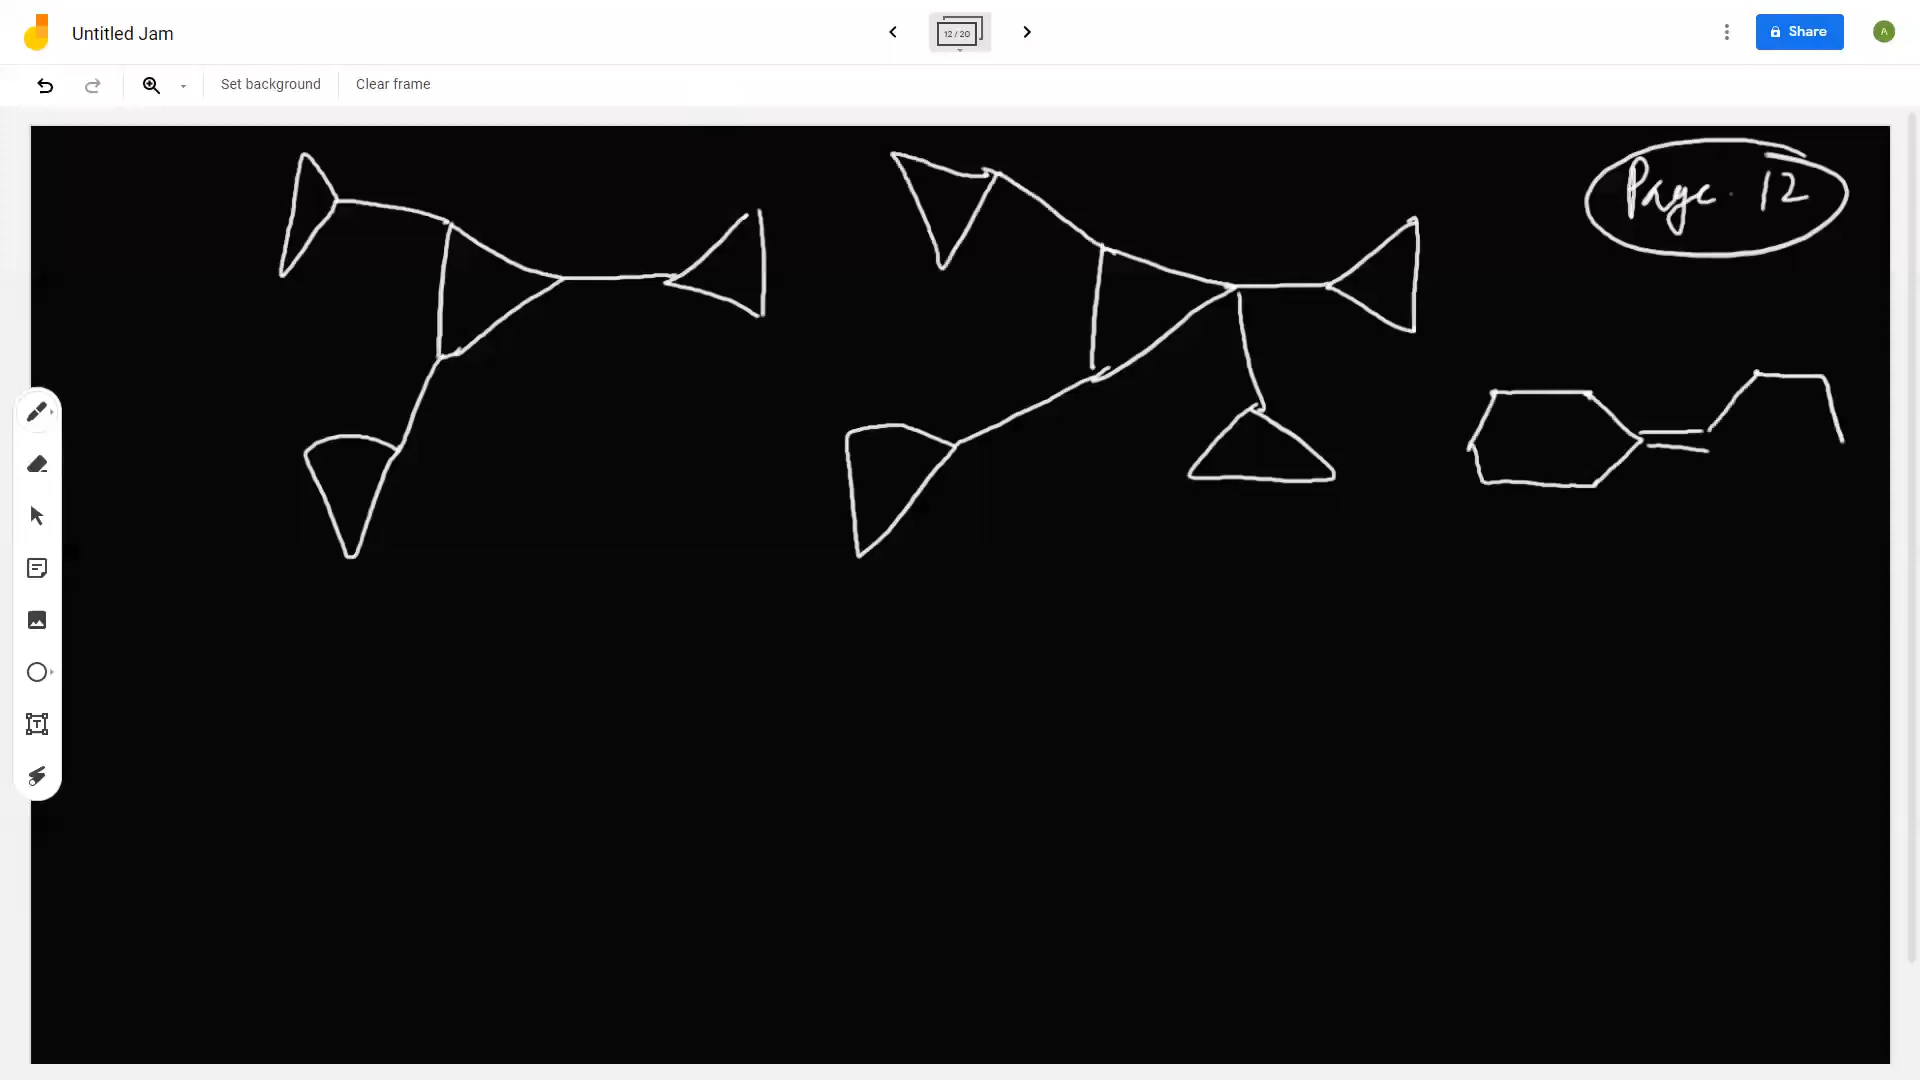 Untitled Jam
12 / 20
Share
A
Set background
Clear frame
Page. 12
T